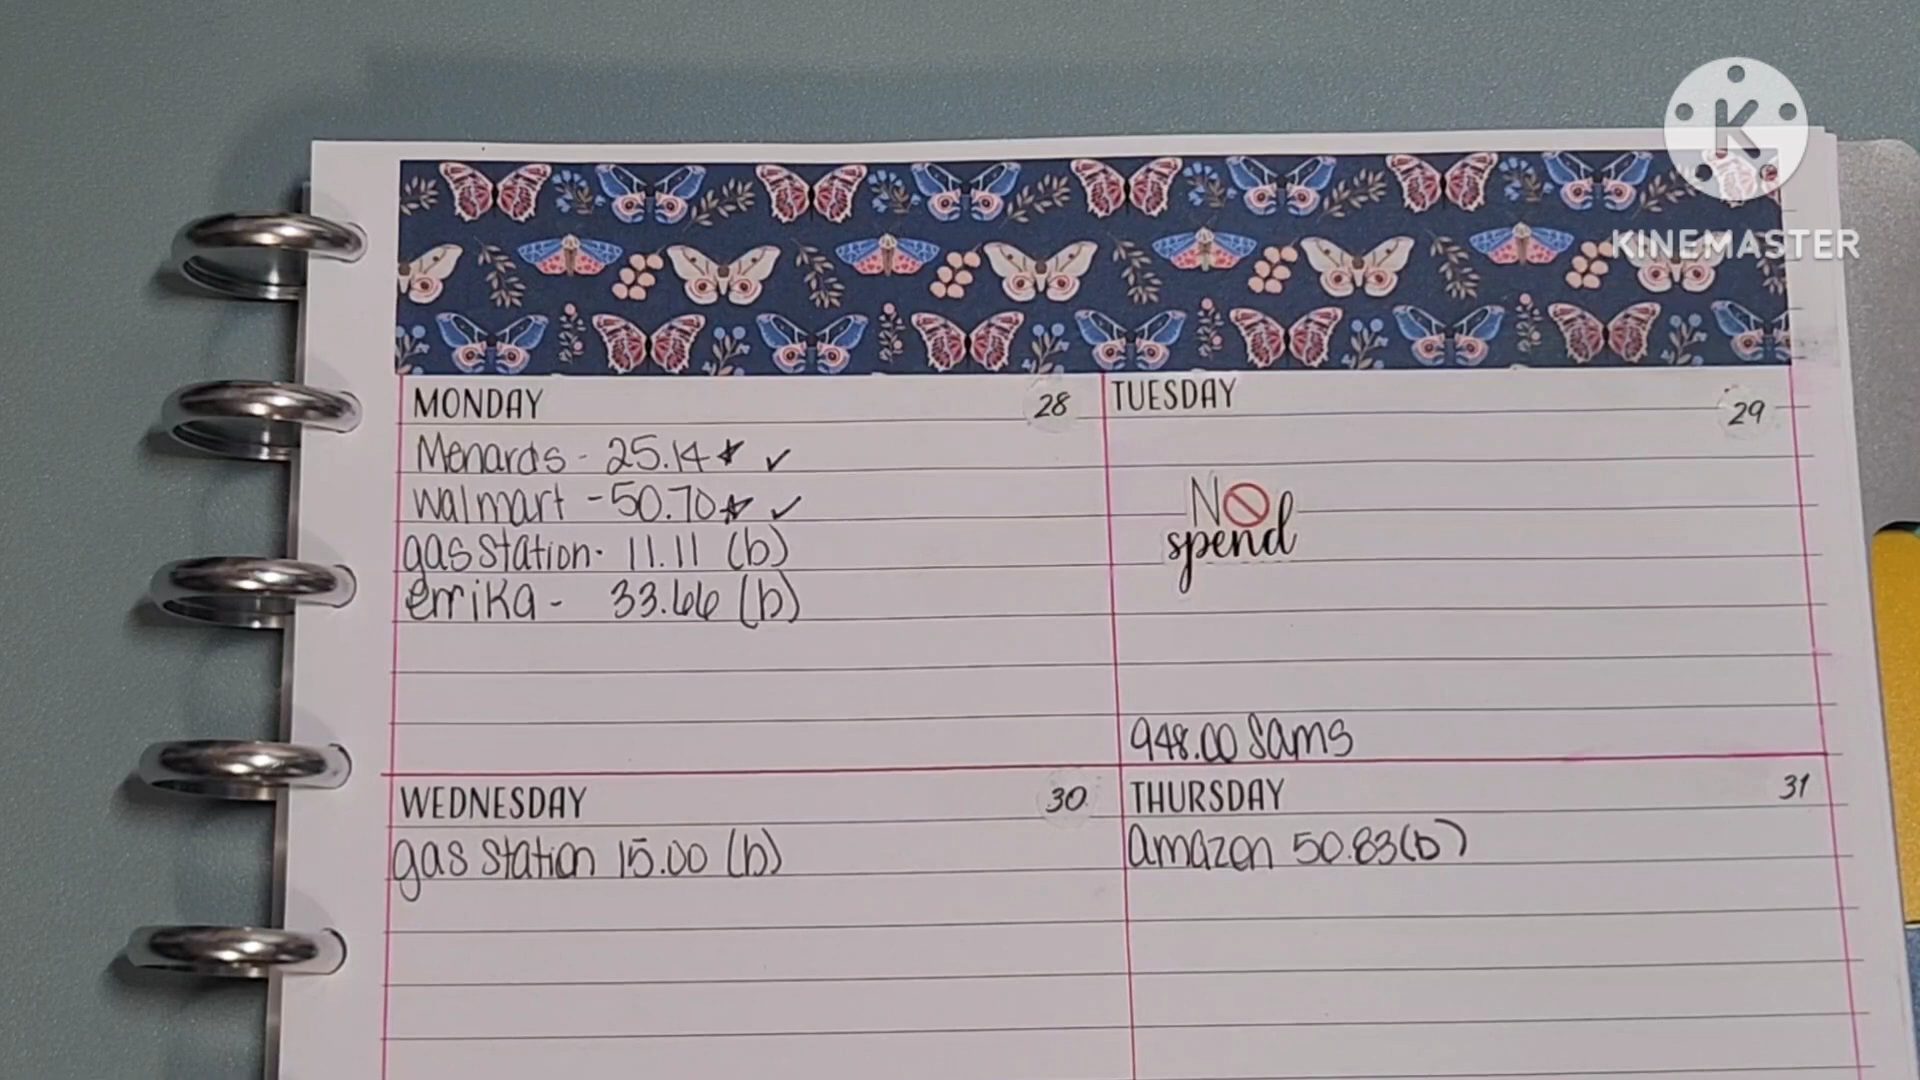 K
KINEMASTER
MONDAY 28
Menards - 25.14 ★ ✓
walmart - 50.70 ★ ✓
gas station - 11.11 (b)
errika - 33.66 (b)
TUESDAY 29
NO
spend
948.00 Sams
WEDNESDAY 30
gas station 15.00 (b)
THURSDAY 31
amazon 50.83 (b)